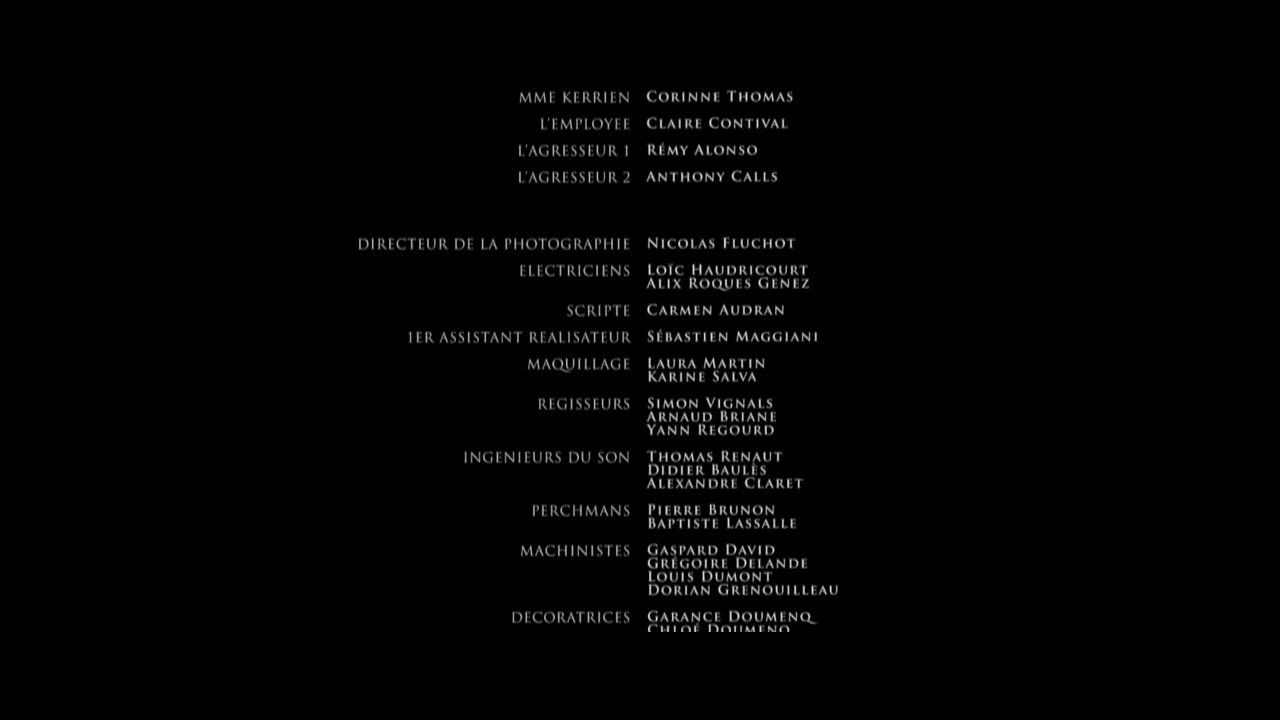 MME KERRIEN CORINNE THOMAS
L'EMPLOYEE CLAIRE CONTIVAL
L'AGRESSEUR 1 RÉMY ALONSO
L'AGRESSEUR 2 ANTHONY CALLS
DIRECTEUR DE LA PHOTOGRAPHIE NICOLAS FLUCHOT
ELECTRICIENS LOÏC HAUDRICOURT
ALIX ROQUES GENEZ
SCRIPTE CARMEN AUDRAN
1ER ASSISTANT REALISATEUR SÉBASTIEN MAGGIANI
MAQUILLAGE LAURA MARTIN
KARINE SALVA
REGISSEURS SIMON VIGNALS
ARNAUD BRIANE
YANN REGOURD
INGENIEURS DU SON THOMAS RENAUT
DIDIER BAULÈS
ALEXANDRE CLARET
PERCHMANS PIERRE BRUNON
BAPTISTE LASSALLE
MACHINISTES GASPARD DAVID
GRÉGOIRE DELANDE
LOUIS DUMONT
DORIAN GRENOUILLEAU
DECORATRICES GARANCE DOUMENQ
CHLOÉ DOUMENQ